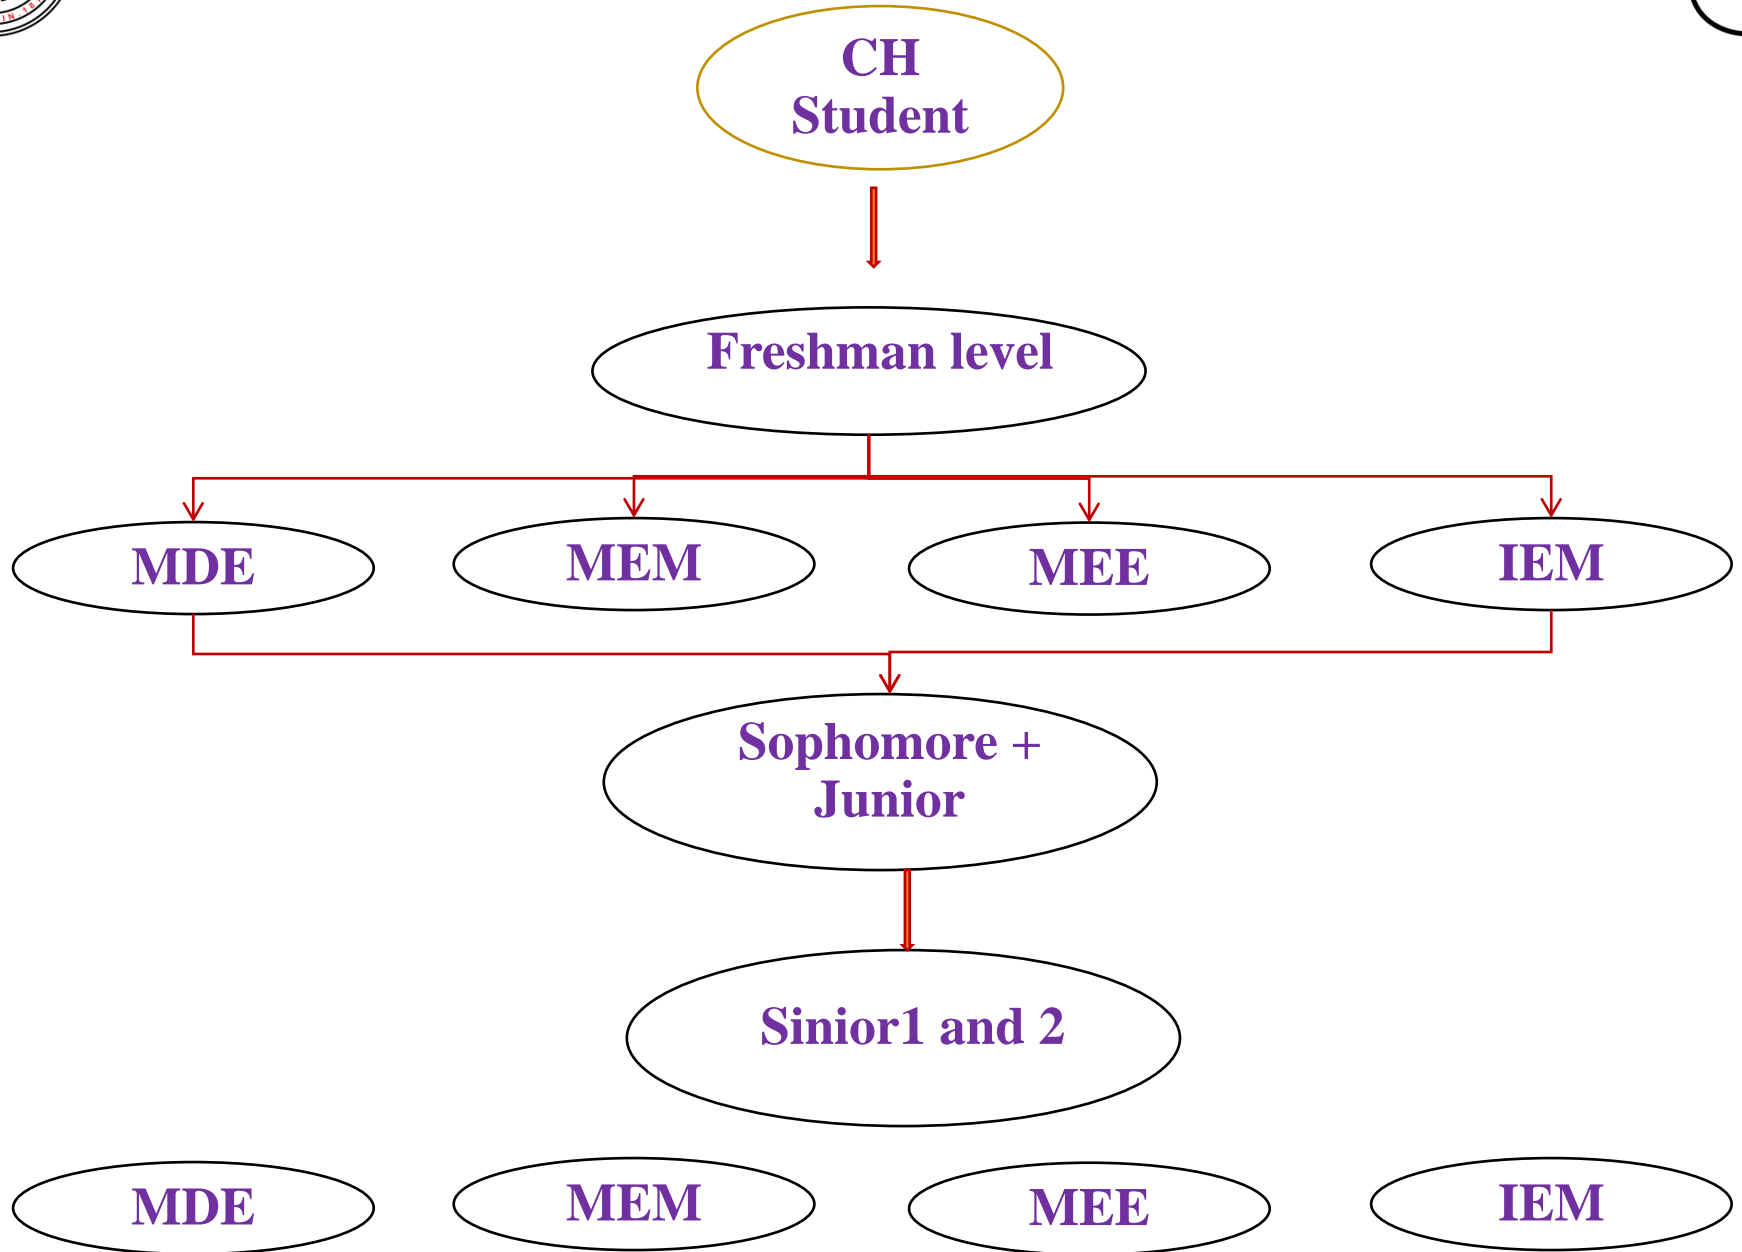 CH
Student
Freshman level
MDE
MEM
MEE
IEM
Sophomore +
Junior
Sinior1 and 2
MDE
MEM
MEE
IEM